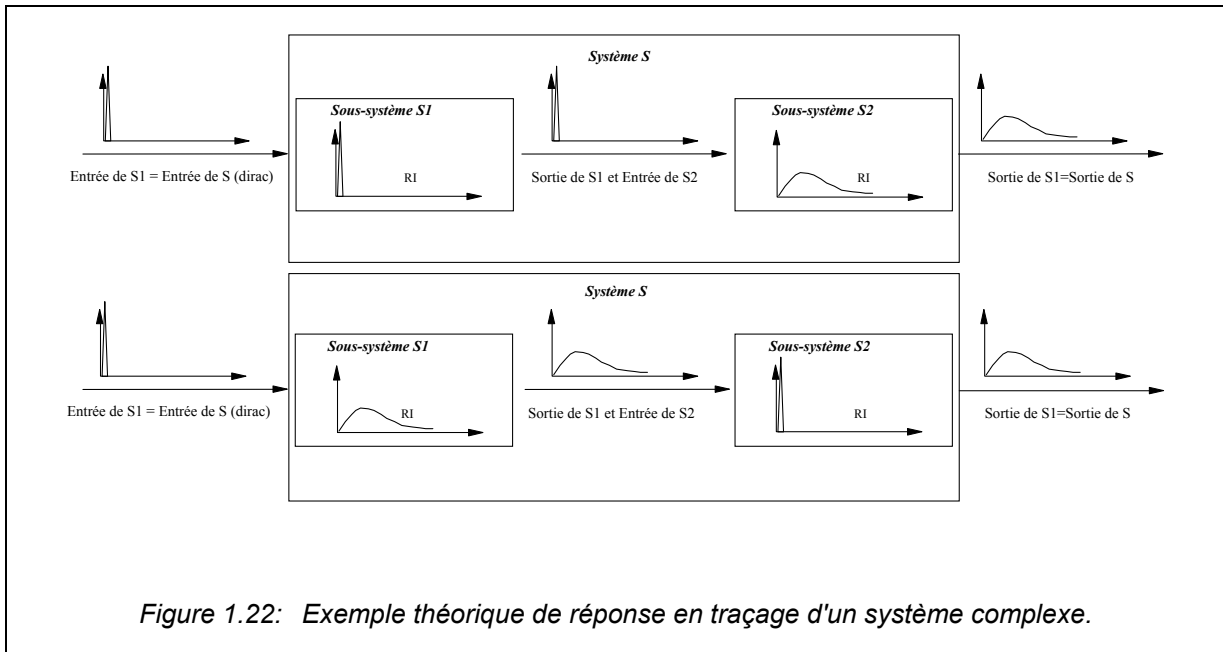 Système S
Sous-système S1
RI
Sous-système S2
RI
Entrée de S1 = Entrée de S (dirac)
Sortie de S1 et Entrée de S2
Sortie de S1=Sortie de S
Système S
Sous-système S1
RI
Sous-système S2
RI
Entrée de S1 = Entrée de S (dirac)
Sortie de S1 et Entrée de S2
Sortie de S1=Sortie de S
Figure 1.22: Exemple théorique de réponse en traçage d'un système complexe.